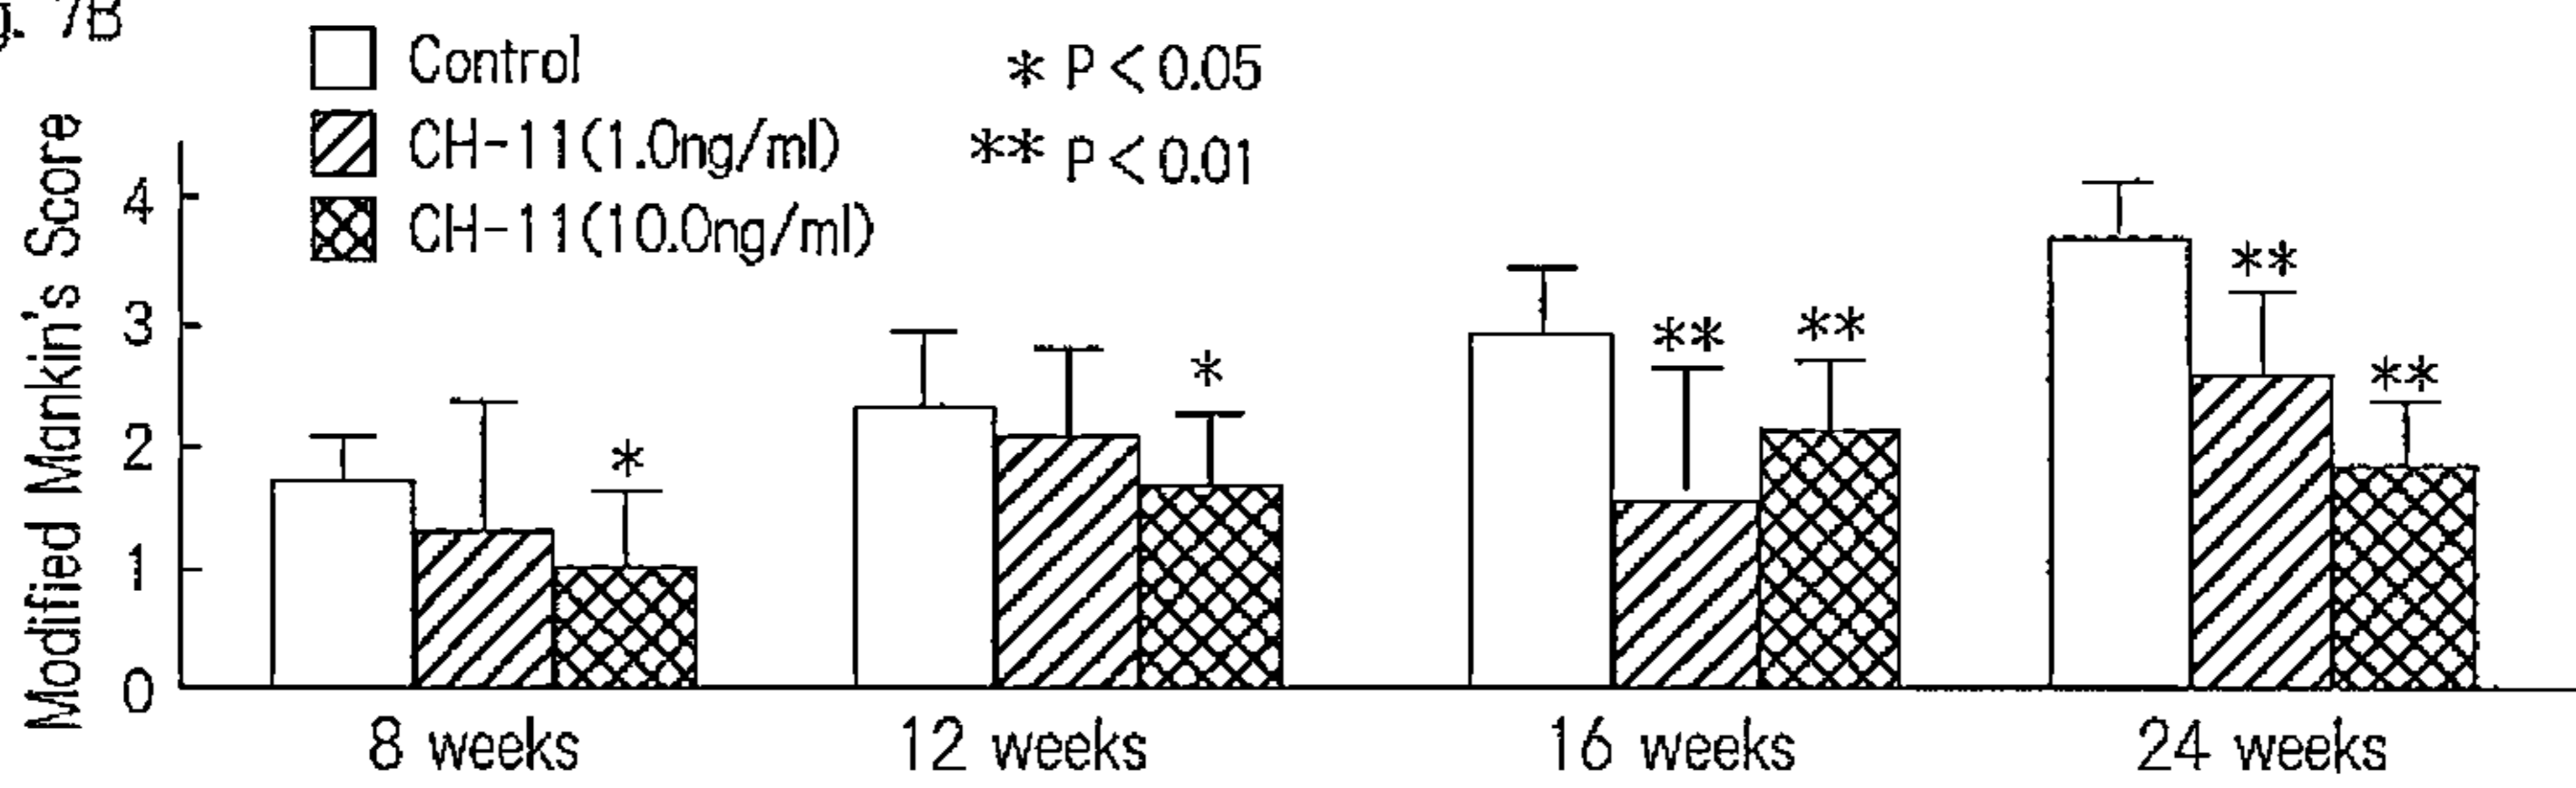 g. 7B
Control
CH-11(1.0ng/ml)
CH-11(10.0ng/ml)
* P<0.05
** P<0.01
Modified Mankin's Score
4
3
2
1
0
*
*
**
**
**
**
8 weeks
12 weeks
16 weeks
24 weeks